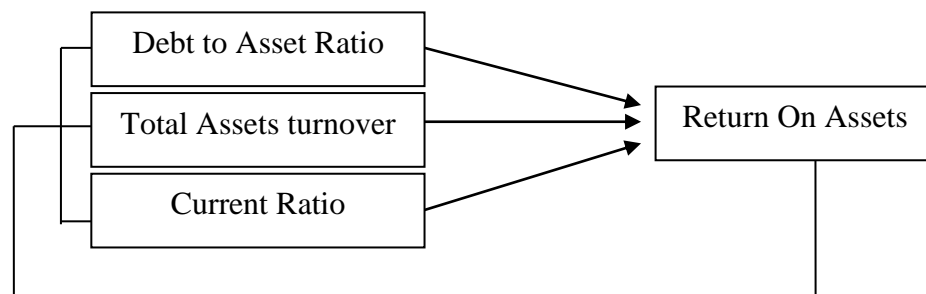 Debt to Asset Ratio
Total Assets turnover
Current Ratio
Return On Assets